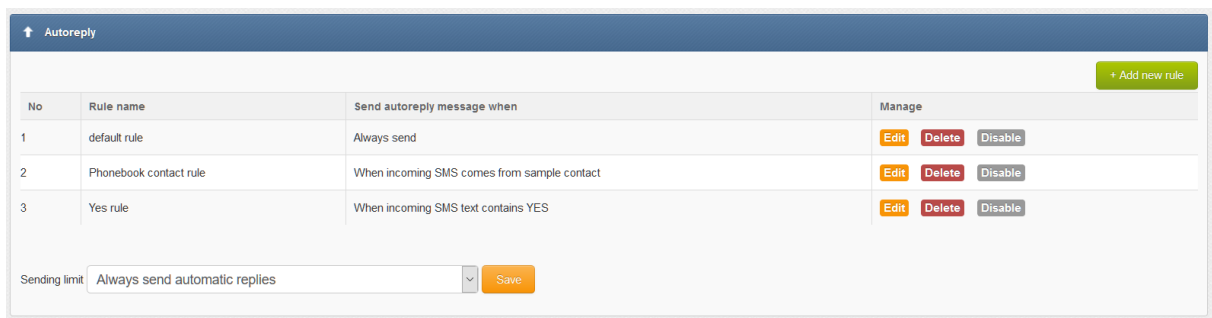 Autoreply
+ Add new rule
No Rule name Send autoreply message when Manage
1 default rule Always send Edit Delete Disable
2 Phonebook contact rule When incoming SMS comes from sample contact Edit Delete Disable
3 Yes rule When incoming SMS text contains YES Edit Delete Disable
Sending limit Always send automatic replies Save